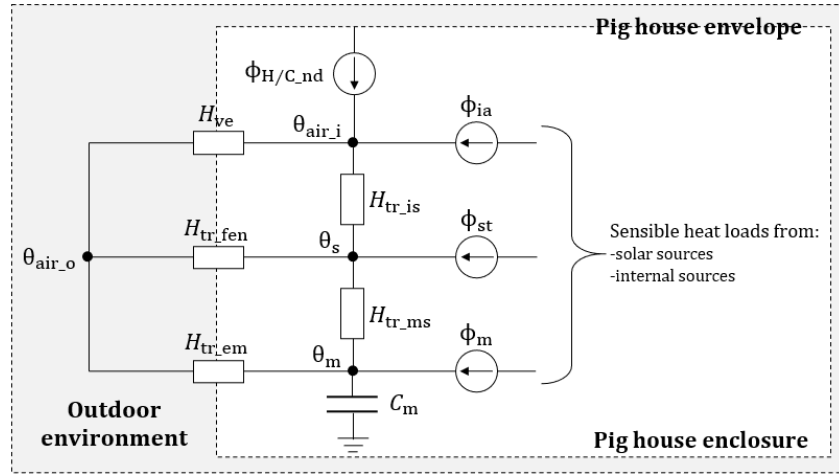 Pig house envelope
ϕH/C_nd
Hve
θair_i
ϕia
Htr_is
Htr_fen
θs
ϕst
Sensible heat loads from:
-solar sources
-internal sources
θair_o
Htr_ms
Htr_em
θm
ϕm
Cm
Outdoor
environment
Pig house enclosure